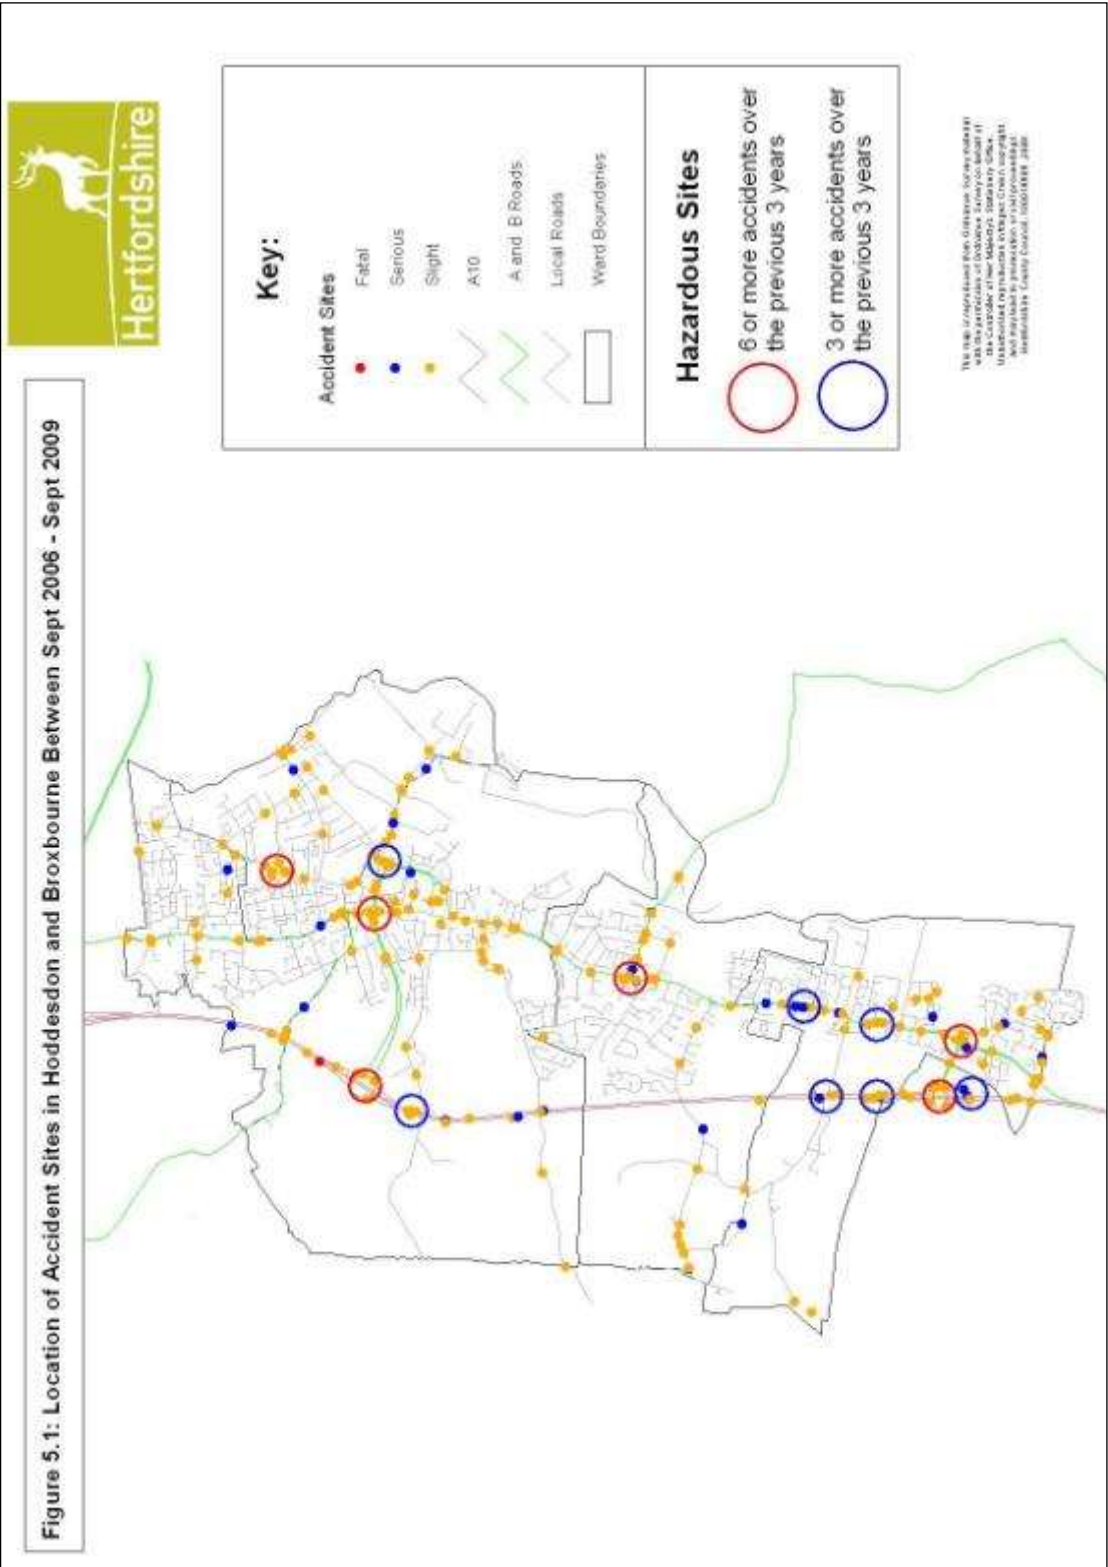 Hertfordshire
Figure 5.1: Location of Accident Sites in Hoddesdon and Broxbourne Between Sept 2006 - Sept 2009
Key:
Accident Sites
Fatal
Serious
Slight
A10
A and B Roads
Local Roads
Ward Boundaries
Hazardous Sites
6 or more accidents over
the previous 3 years
3 or more accidents over
the previous 3 years